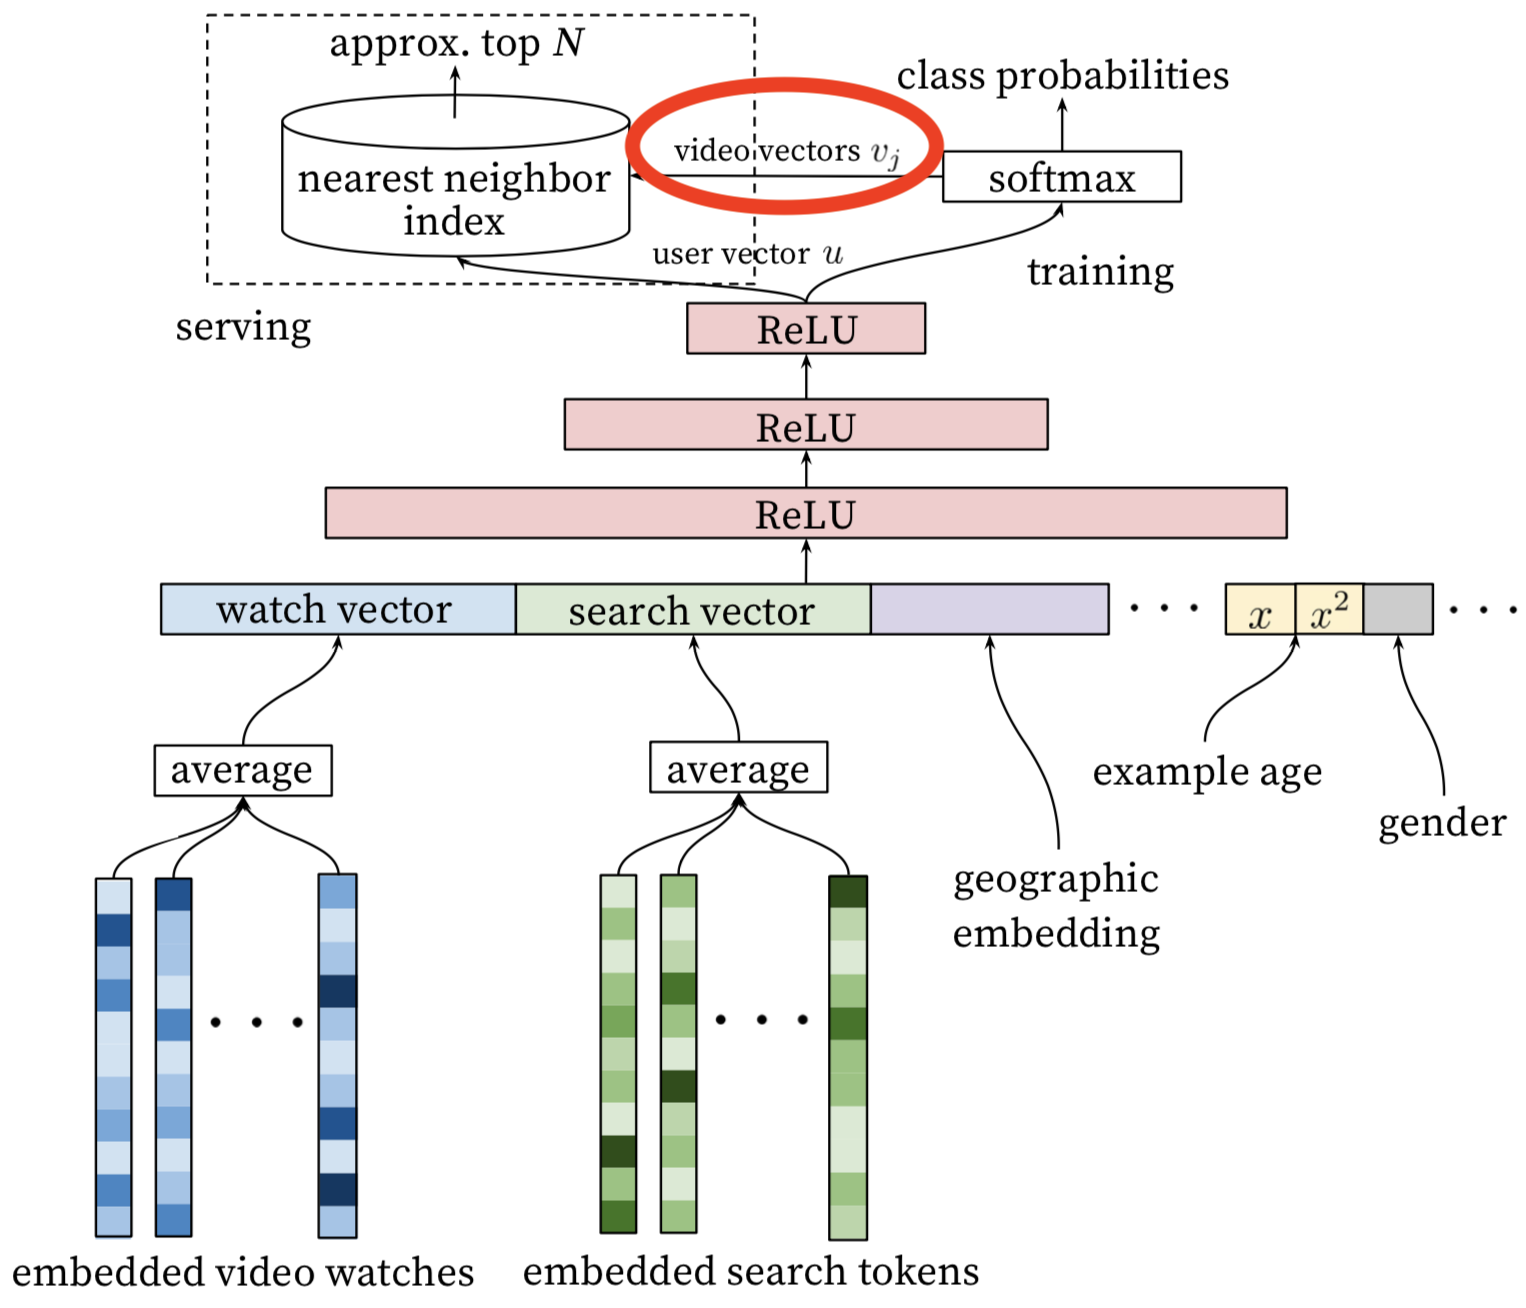 approx. top N
class probabilities
video vectors v_j
nearest neighbor
index
softmax
user vector u
training
serving
ReLU
ReLU
ReLU
watch vector
search vector
. . .
x
x²
. . .
average
average
example age
gender
geographic
embedding
. . .
. . .
embedded video watches
embedded search tokens